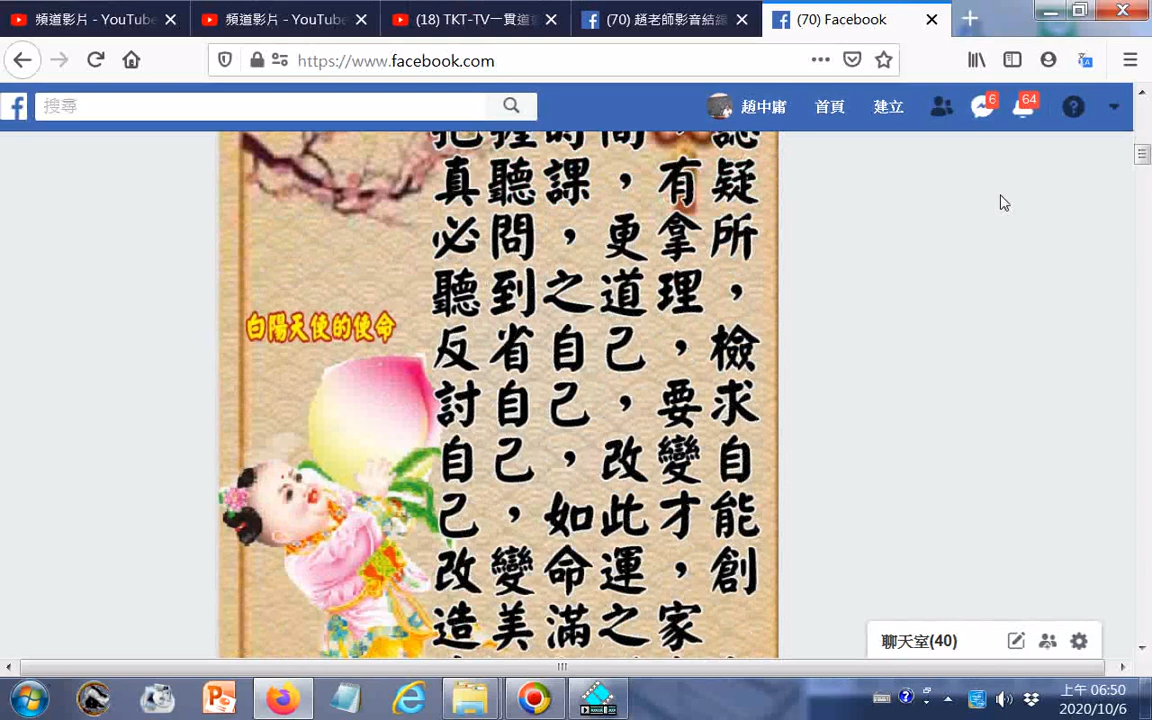 頻道影片 - YouTube
頻道影片 - YouTube
(18) TKT-TV一貫道
(70) 趙老師影音結緣
(70) Facebook
https://www.facebook.com
搜尋
趙中庸
首頁
建立
6
64
把握時間，認
真聽課，有疑
必問，更拿所
聽到之道理，
反省自己，檢
討自己，要求
自己，改變自
己，如此才能
改變命運，創
造美滿之家
白陽天使的使命
聊天室(40)
上午 06:50
2020/10/6